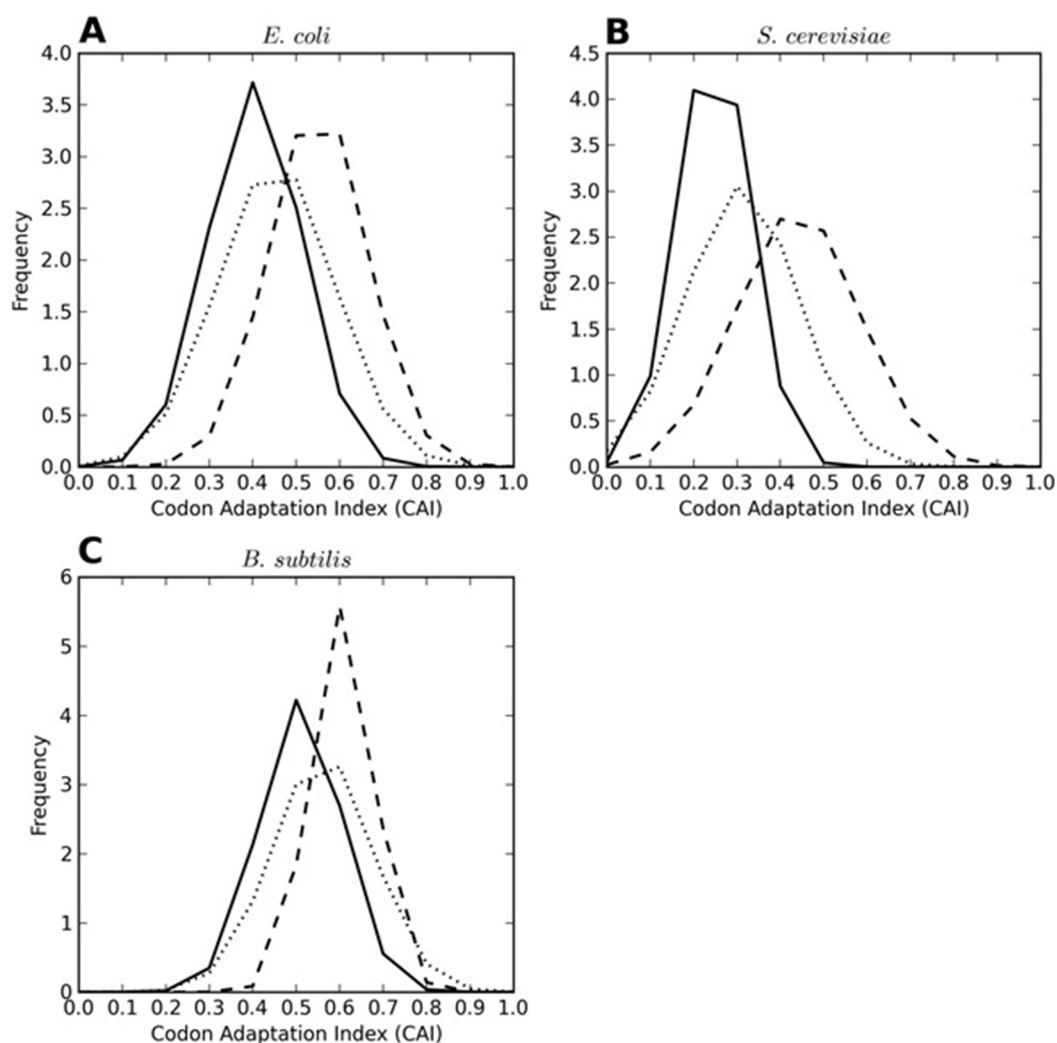 A
E. coli
4.0
3.5
3.0
2.5
2.0
1.5
1.0
0.5
0.0
Frequency
0.0 0.1 0.2 0.3 0.4 0.5 0.6 0.7 0.8 0.9 1.0
Codon Adaptation Index (CAI)
B
S. cerevisiae
4.5
4.0
3.5
3.0
2.5
2.0
1.5
1.0
0.5
0.0
Frequency
0.0 0.1 0.2 0.3 0.4 0.5 0.6 0.7 0.8 0.9 1.0
Codon Adaptation Index (CAI)
C
B. subtilis
6
5
4
3
2
1
0
Frequency
0.0 0.1 0.2 0.3 0.4 0.5 0.6 0.7 0.8 0.9 1.0
Codon Adaptation Index (CAI)